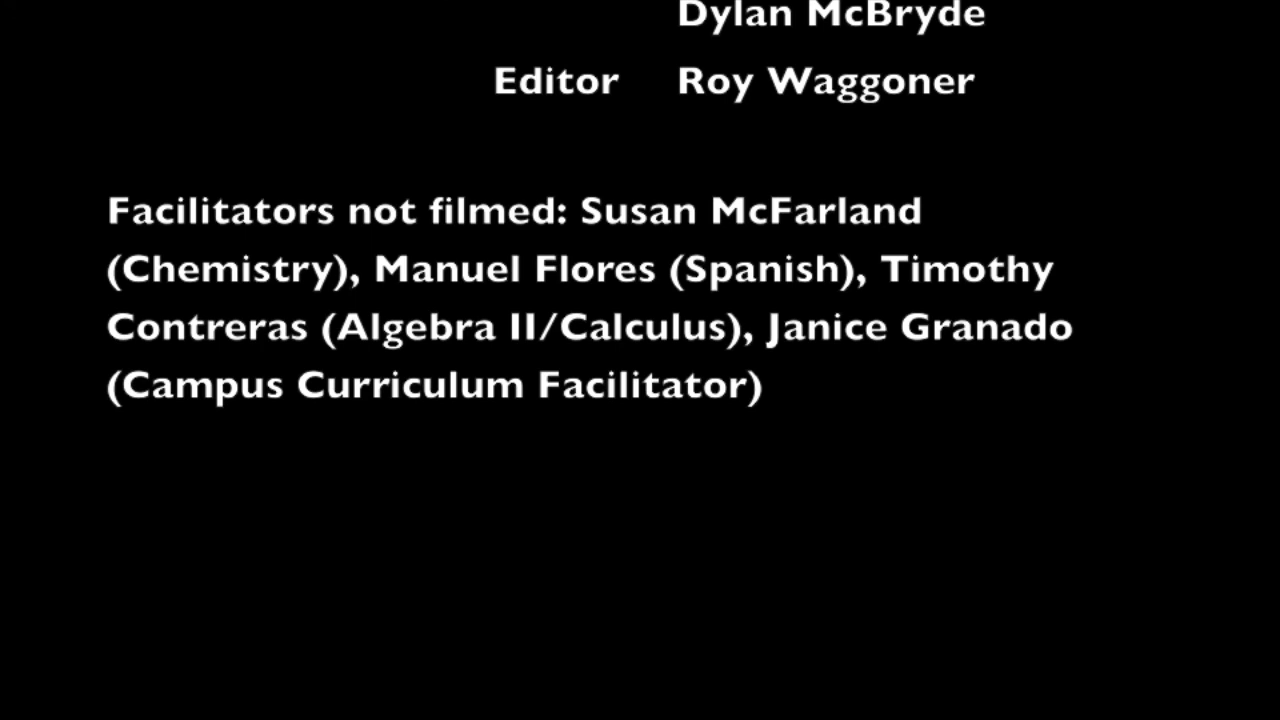 Dylan McBryde
Editor Roy Waggoner
Facilitators not filmed: Susan McFarland
(Chemistry), Manuel Flores (Spanish), Timothy
Contreras (Algebra II/Calculus), Janice Granado
(Campus Curriculum Facilitator)